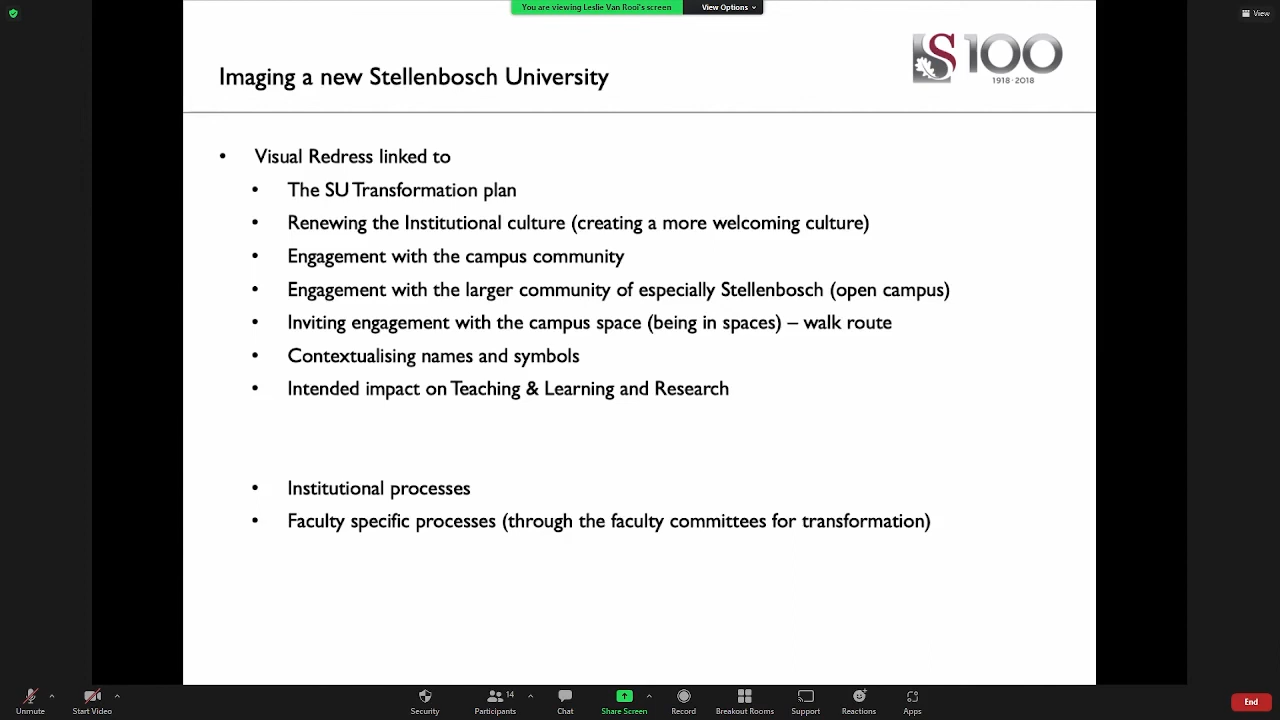 You are viewing Leslie Van Rooi's screen
View Options
View
S100
1918 · 2018
Imaging a new Stellenbosch University
• Visual Redress linked to
• The SU Transformation plan
• Renewing the Institutional culture (creating a more welcoming culture)
• Engagement with the campus community
• Engagement with the larger community of especially Stellenbosch (open campus)
• Inviting engagement with the campus space (being in spaces) – walk route
• Contextualising names and symbols
• Intended impact on Teaching & Learning and Research
• Institutional processes
• Faculty specific processes (through the faculty committees for transformation)
Unmute
Start Video
Security
14
Participants
Chat
Share Screen
Record
Breakout Rooms
Support
Reactions
Apps
End